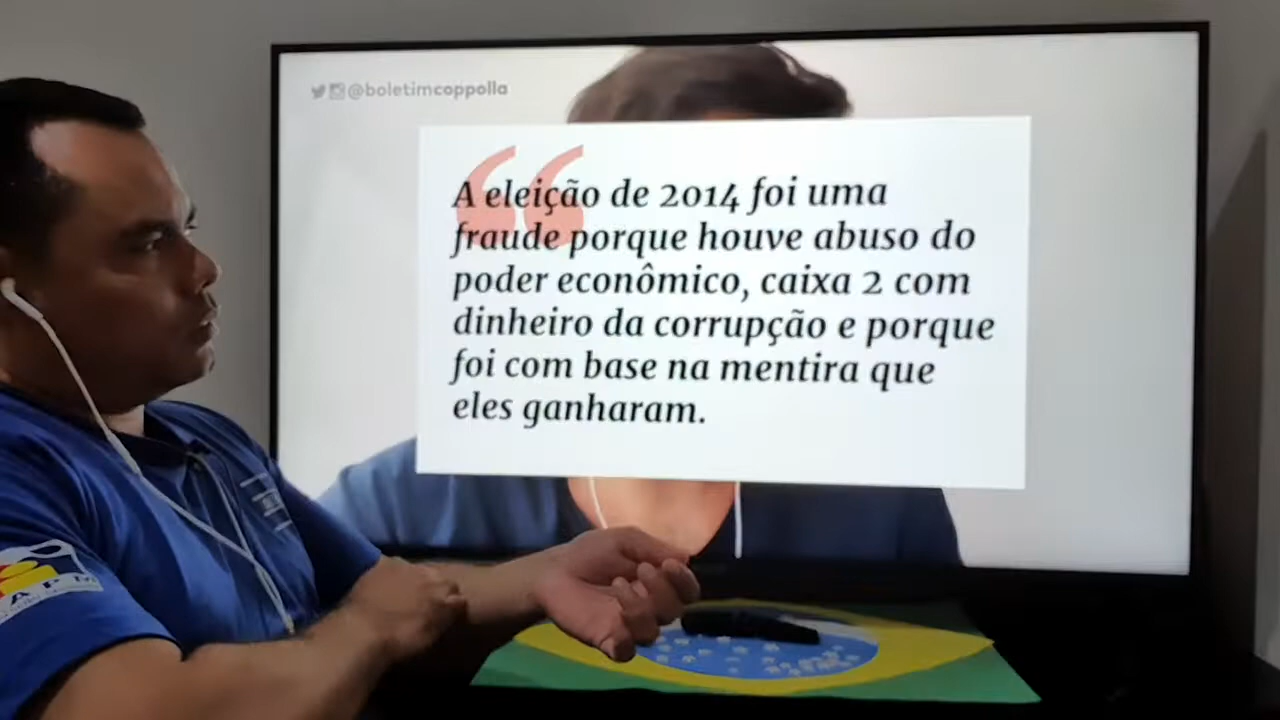 @boletimcoppolla
A eleição de 2014 foi uma
fraude porque houve abuso do
poder econômico, caixa 2 com
dinheiro da corrupção e porque
foi com base na mentira que
eles ganharam.